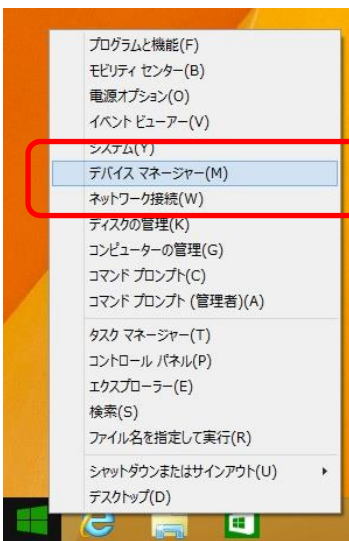 プログラムと機能(F)
モビリティ センター(B)
電源オプション(O)
イベント ビューアー(V)
システム(Y)
デバイス マネージャー(M)
ネットワーク接続(W)
ディスクの管理(K)
コンピューターの管理(G)
コマンド プロンプト(C)
コマンド プロンプト (管理者)(A)
タスク マネージャー(T)
コントロール パネル(P)
エクスプローラー(E)
検索(S)
ファイル名を指定して実行(R)
シャットダウンまたはサインアウト(U)
デスクトップ(D)